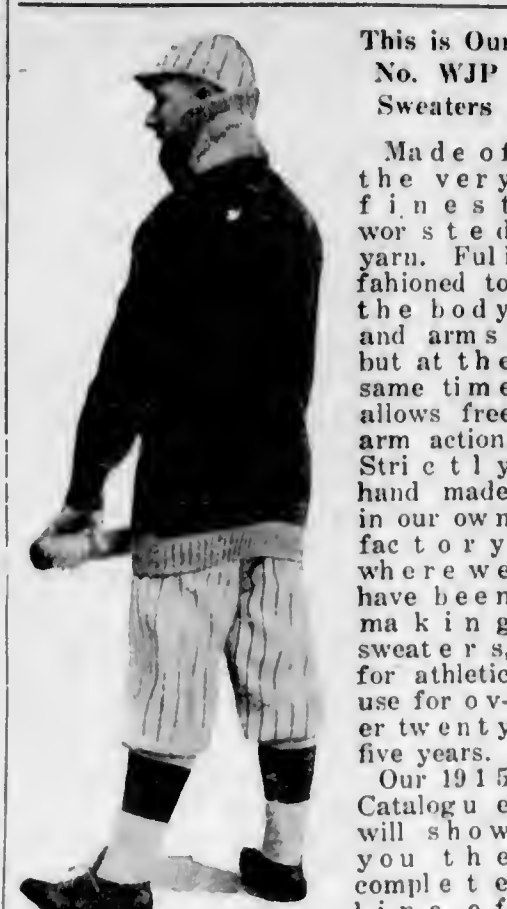 This is Our
No. WJP
Sweaters
Made of
the very
finest
worsted
yarn. Full
fahioned to
the body
and arms
but at the
same time
allows free
arm action
Strictly
hand made
in our own
factory
where we
have been
making
sweaters,
for athletic
use for ov-
er twenty
five years.
Our 1915
Catalogue
will show
you the
complete